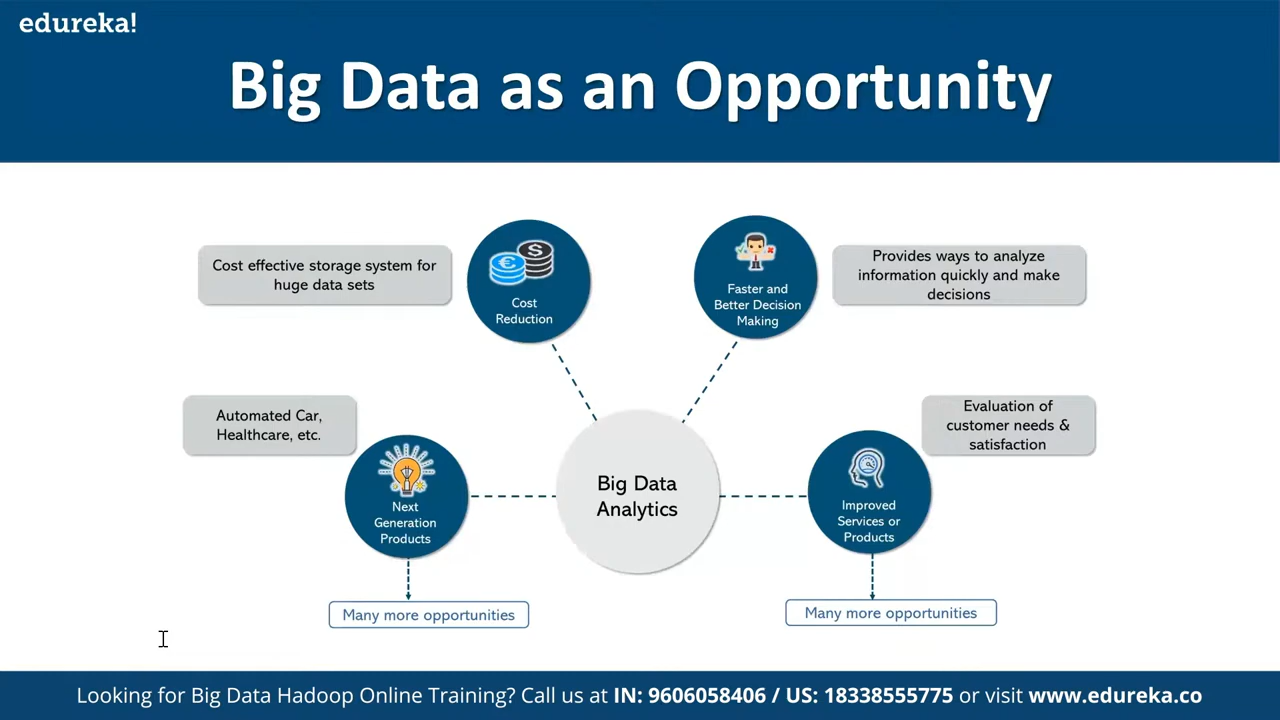 edureka!
Big Data as an Opportunity
Cost effective storage system for
huge data sets
Cost
Reduction
Faster and
Better Decision
Making
Provides ways to analyze
information quickly and make
decisions
Automated Car,
Healthcare, etc.
Next
Generation
Products
Big Data
Analytics
Improved
Services or
Products
Evaluation of
customer needs &
satisfaction
Many more opportunities
Many more opportunities
Looking for Big Data Hadoop Online Training? Call us at IN: 9606058406 / US: 18338555775 or visit www.edureka.co